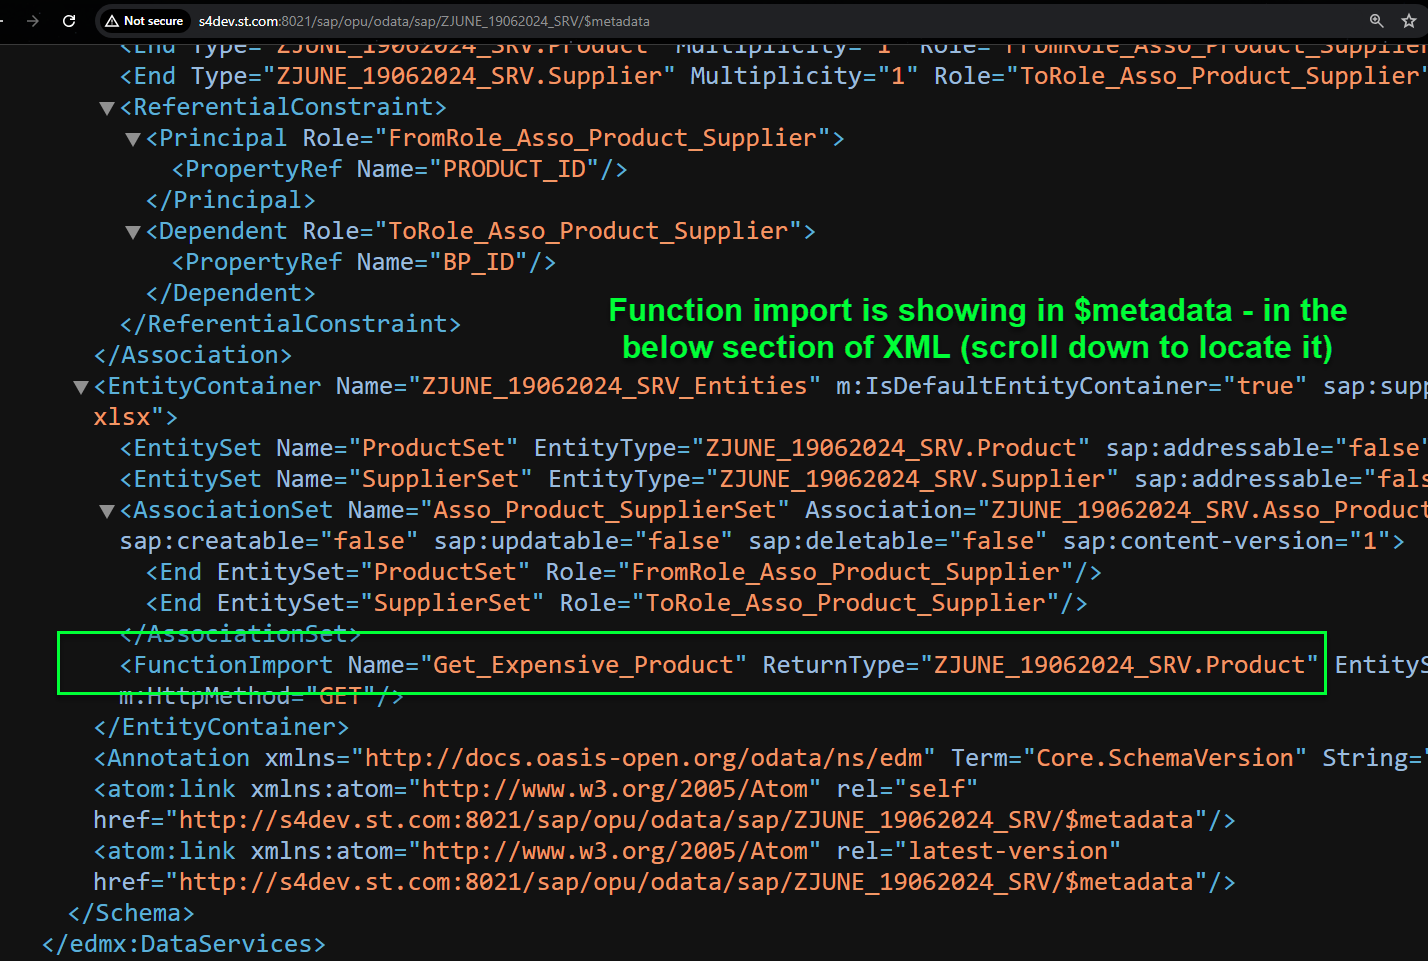 Not secure s4dev.st.com:8021/sap/opu/odata/sap/ZJUNE_19062024_SRV/$metadata
<End Type="ZJUNE_19062024_SRV.Product" Multiplicity="1" Role="FromRole_Asso_Product_Supplier
<End Type="ZJUNE_19062024_SRV.Supplier" Multiplicity="1" Role="ToRole_Asso_Product_Supplier"
▼<ReferentialConstraint>
▼<Principal Role="FromRole_Asso_Product_Supplier">
<PropertyRef Name="PRODUCT_ID"/>
</Principal>
▼<Dependent Role="ToRole_Asso_Product_Supplier">
<PropertyRef Name="BP_ID"/>
</Dependent>
</ReferentialConstraint>
Function import is showing in $metadata - in the
below section of XML (scroll down to locate it)
</Association>
▼<EntityContainer Name="ZJUNE_19062024_SRV_Entities" m:IsDefaultEntityContainer="true" sap:supp
xlsx">
<EntitySet Name="ProductSet" EntityType="ZJUNE_19062024_SRV.Product" sap:addressable="false"
<EntitySet Name="SupplierSet" EntityType="ZJUNE_19062024_SRV.Supplier" sap:addressable="fals
▼<AssociationSet Name="Asso_Product_SupplierSet" Association="ZJUNE_19062024_SRV.Asso_Product
sap:creatable="false" sap:updatable="false" sap:deletable="false" sap:content-version="1">
<End EntitySet="ProductSet" Role="FromRole_Asso_Product_Supplier"/>
<End EntitySet="SupplierSet" Role="ToRole_Asso_Product_Supplier"/>
</AssociationSet>
<FunctionImport Name="Get_Expensive_Product" ReturnType="ZJUNE_19062024_SRV.Product" EntityS
m:HttpMethod="GET"/>
</EntityContainer>
<Annotation xmlns="http://docs.oasis-open.org/odata/ns/edm" Term="Core.SchemaVersion" String="
<atom:link xmlns:atom="http://www.w3.org/2005/Atom" rel="self"
href="http://s4dev.st.com:8021/sap/opu/odata/sap/ZJUNE_19062024_SRV/$metadata"/>
<atom:link xmlns:atom="http://www.w3.org/2005/Atom" rel="latest-version"
href="http://s4dev.st.com:8021/sap/opu/odata/sap/ZJUNE_19062024_SRV/$metadata"/>
</Schema>
</edmx:DataServices>